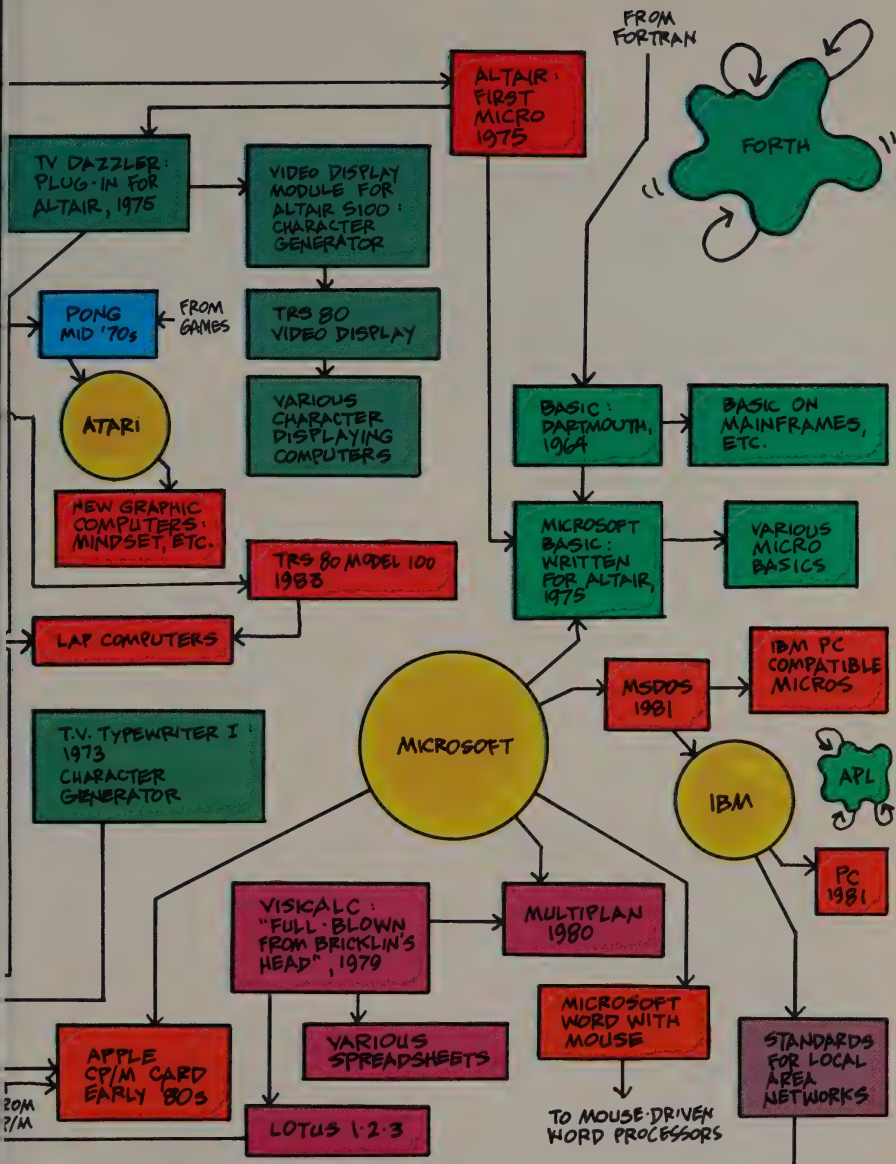 FROM
FORTRAN
ALTAIR:
FIRST
MICRO
1975
FORTH
TV DAZZLER:
PLUG-IN FOR
ALTAIR, 1975
VIDEO DISPLAY
MODULE FOR
ALTAIR S100:
CHARACTER
GENERATOR
PONG
MID '70s
FROM
GAMES
TRS 80
VIDEO DISPLAY
ATARI
VARIOUS
CHARACTER
DISPLAYING
COMPUTERS
BASIC:
DARTMOUTH,
1964
BASIC ON
MAINFRAMES,
ETC.
NEW GRAPHIC
COMPUTERS:
MINDSET, ETC.
MICROSOFT
BASIC:
WRITTEN
FOR ALTAIR,
1975
VARIOUS
MICRO
BASICS
TRS 80 MODEL 100
1983
LAP COMPUTERS
MSDOS
1981
IBM PC
COMPATIBLE
MICROS
T.V. TYPEWRITER I
1973
CHARACTER
GENERATOR
MICROSOFT
IBM
APL
PC
1981
VISICALC:
"FULL-BLOWN
FROM BRICKLIN'S
HEAD", 1979
MULTIPLAN
1980
MICROSOFT
WORD WITH
MOUSE
APPLE
CP/M CARD
EARLY '80s
VARIOUS
SPREADSHEETS
STANDARDS
FOR LOCAL
AREA
NETWORKS
LOTUS 1·2·3
TO MOUSE-DRIVEN
WORD PROCESSORS